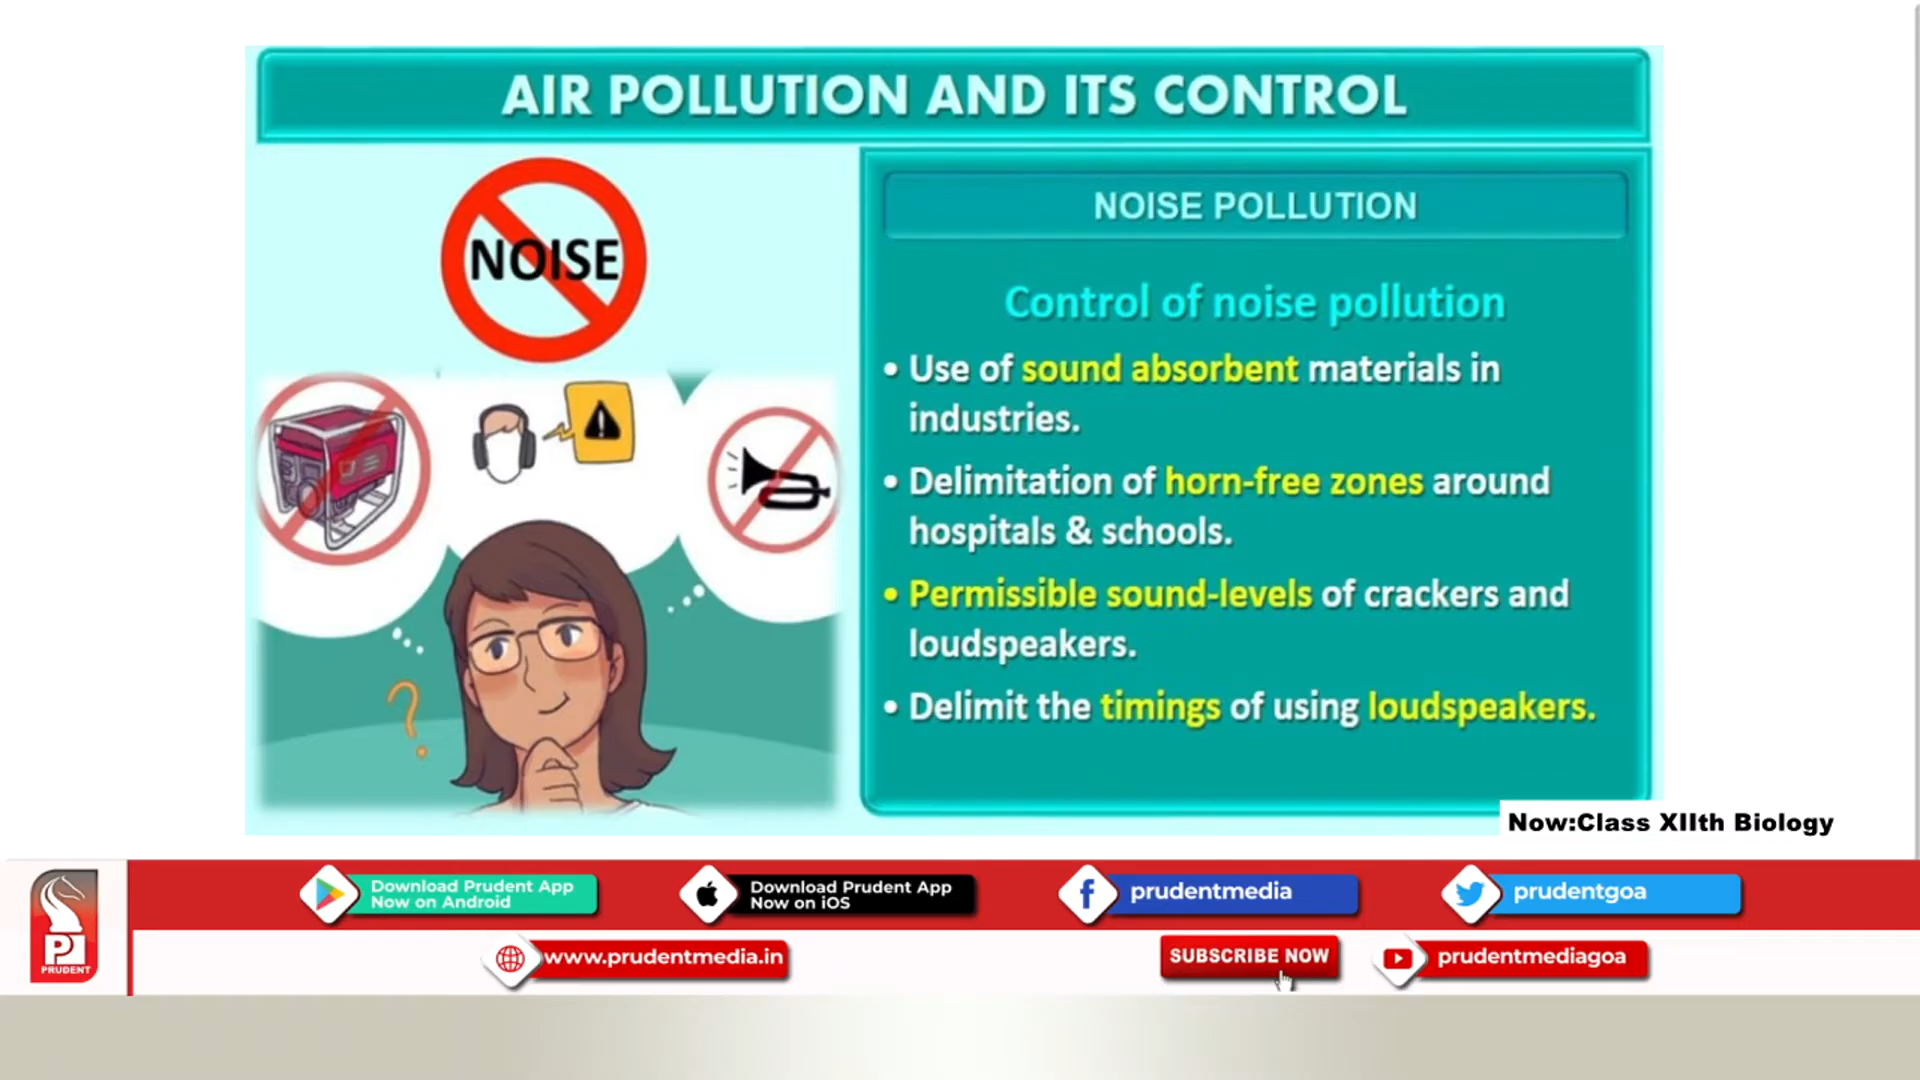 AIR POLLUTION AND ITS CONTROL
NOISE
NOISE POLLUTION
Control of noise pollution
• Use of sound absorbent materials in
industries.
• Delimitation of horn-free zones around
hospitals & schools.
• Permissible sound-levels of crackers and
loudspeakers.
• Delimit the timings of using loudspeakers.
?
Now:Class XIIth Biology
Download Prudent App
Now on Android
Download Prudent App
Now on iOS
prudentmedia
prudentgoa
P
PRUDENT
www.prudentmedia.in
SUBSCRIBE NOW
prudentmediagoa